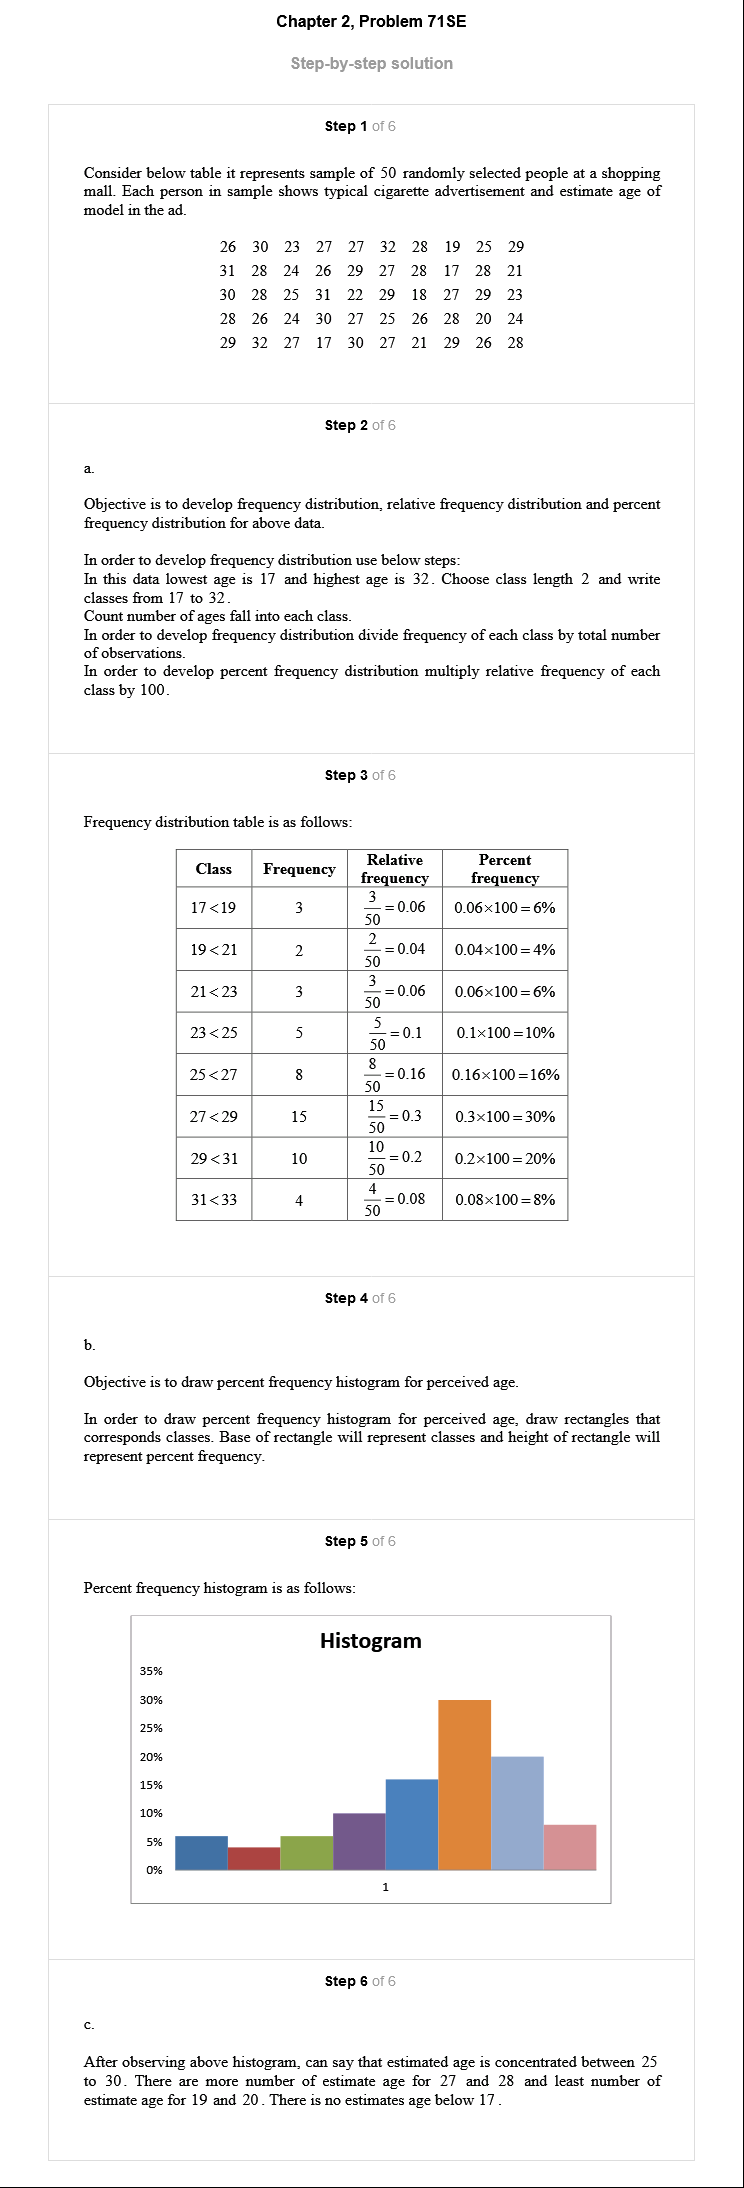 Chapter 2, Problem 71SE
Step-by-step solution
Step 1 of 6
Consider below table it represents sample of 50 randomly selected people at a shopping
mall. Each person in sample shows typical cigarette advertisement and estimate age of
model in the ad.
26 30 23 27 27 32 28 19 25 29
31 28 24 26 29 27 28 17 28 21
30 28 25 31 22 29 18 27 29 23
28 26 24 30 27 25 26 28 20 24
29 32 27 17 30 27 21 29 26 28
Step 2 of 6
a.
Objective is to develop frequency distribution, relative frequency distribution and percent
frequency distribution for above data.
In order to develop frequency distribution use below steps:
In this data lowest age is 17 and highest age is 32. Choose class length 2 and write
classes from 17 to 32.
Count number of ages fall into each class.
In order to develop frequency distribution divide frequency of each class by total number
of observations.
In order to develop percent frequency distribution multiply relative frequency of each
class by 100.
Step 3 of 6
Frequency distribution table is as follows:
Class Frequency Relative frequency Percent frequency
17<19 3 3/50=0.06 0.06×100=6%
19<21 2 2/50=0.04 0.04×100=4%
21<23 3 3/50=0.06 0.06×100=6%
23<25 5 5/50=0.1 0.1×100=10%
25<27 8 8/50=0.16 0.16×100=16%
27<29 15 15/50=0.3 0.3×100=30%
29<31 10 10/50=0.2 0.2×100=20%
31<33 4 4/50=0.08 0.08×100=8%
Step 4 of 6
b.
Objective is to draw percent frequency histogram for perceived age.
In order to draw percent frequency histogram for perceived age, draw rectangles that
corresponds classes. Base of rectangle will represent classes and height of rectangle will
represent percent frequency.
Step 5 of 6
Percent frequency histogram is as follows:
Histogram
35%
30%
25%
20%
15%
10%
5%
0%
1
Step 6 of 6
c.
After observing above histogram, can say that estimated age is concentrated between 25
to 30. There are more number of estimate age for 27 and 28 and least number of
estimate age for 19 and 20. There is no estimates age below 17.